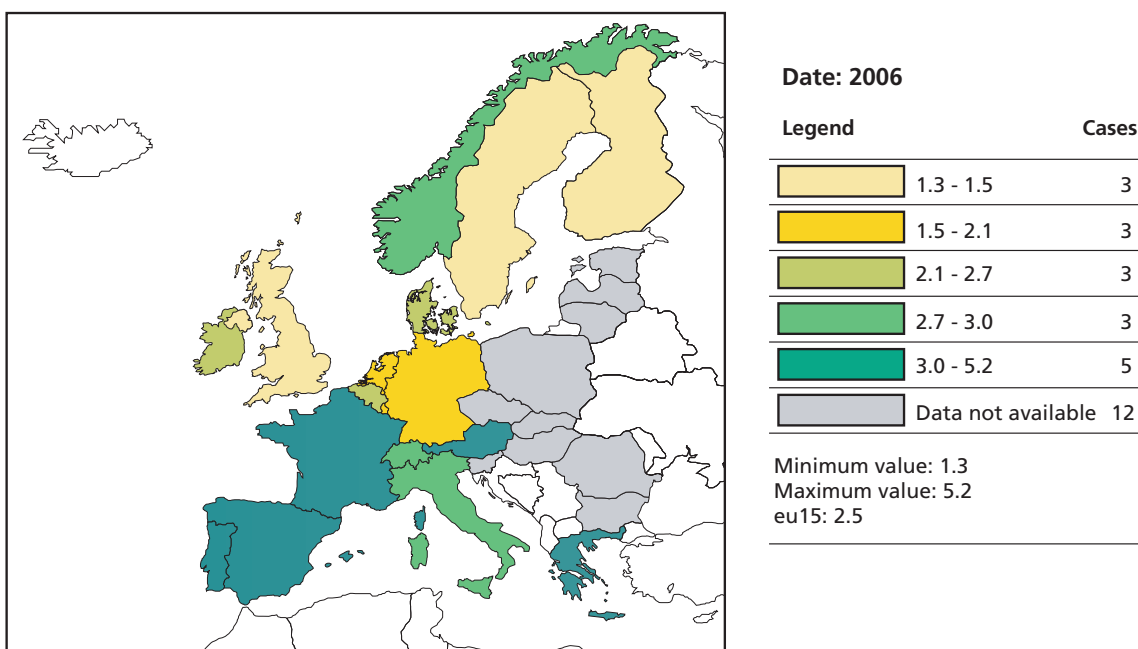 Date: 2006
Legend Cases
1.3 - 1.5 3
1.5 - 2.1 3
2.1 - 2.7 3
2.7 - 3.0 3
3.0 - 5.2 5
Data not available 12
Minimum value: 1.3
Maximum value: 5.2
eu15: 2.5